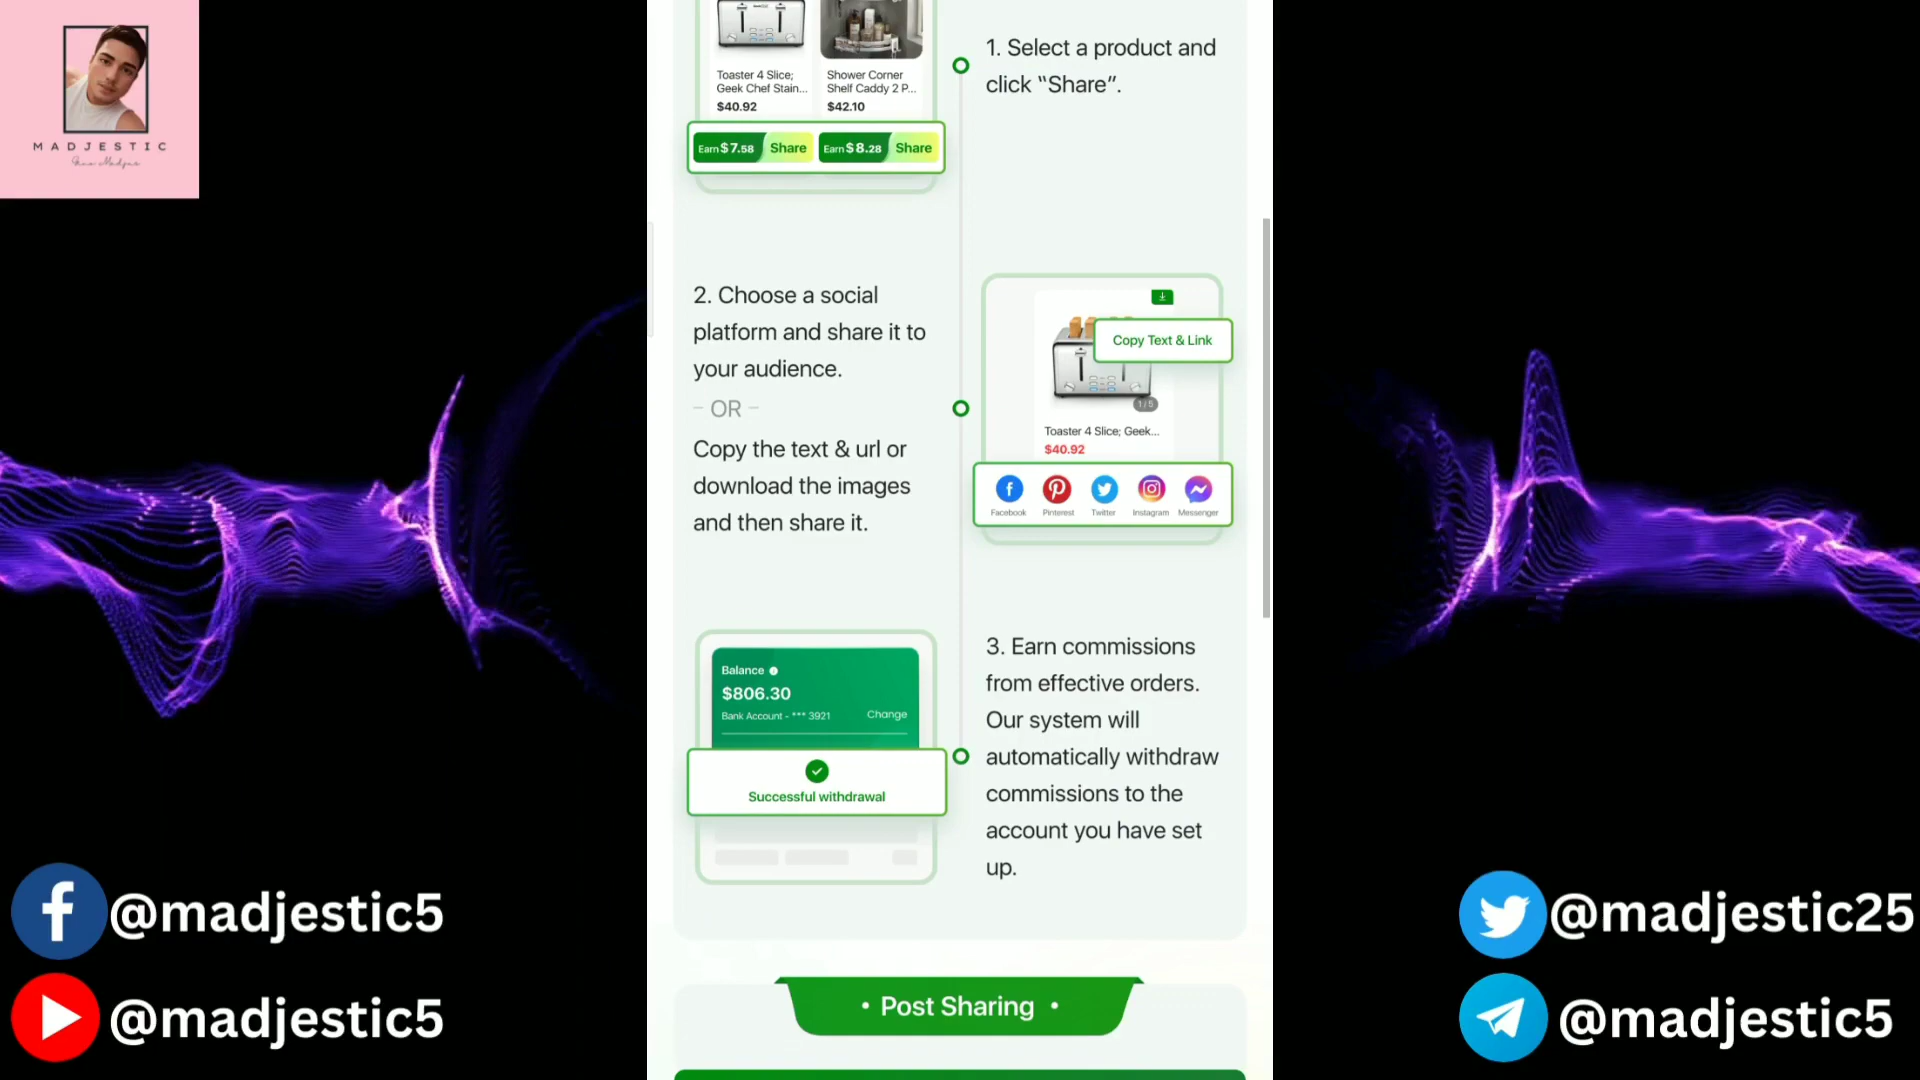 MADJESTIC
Toaster 4 Slice;
Geek Chef Stain...
$40.92
Shower Corner
Shelf Caddy 2 P...
$42.10
Earn $7.58 Share
Earn $8.28 Share
1. Select a product and
click “Share”.
2. Choose a social
platform and share it to
your audience.
- OR -
Copy the text & url or
download the images
and then share it.
Copy Text & Link
1/5
Toaster 4 Slice; Geek...
$40.92
Facebook Pinterest Twitter Instagram Messenger
Balance
$806.30
Bank Account - *** 3921 Change
Successful withdrawal
3. Earn commissions
from effective orders.
Our system will
automatically withdraw
commissions to the
account you have set
up.
• Post Sharing •
@madjestic5
@madjestic5
@madjestic25
@madjestic5